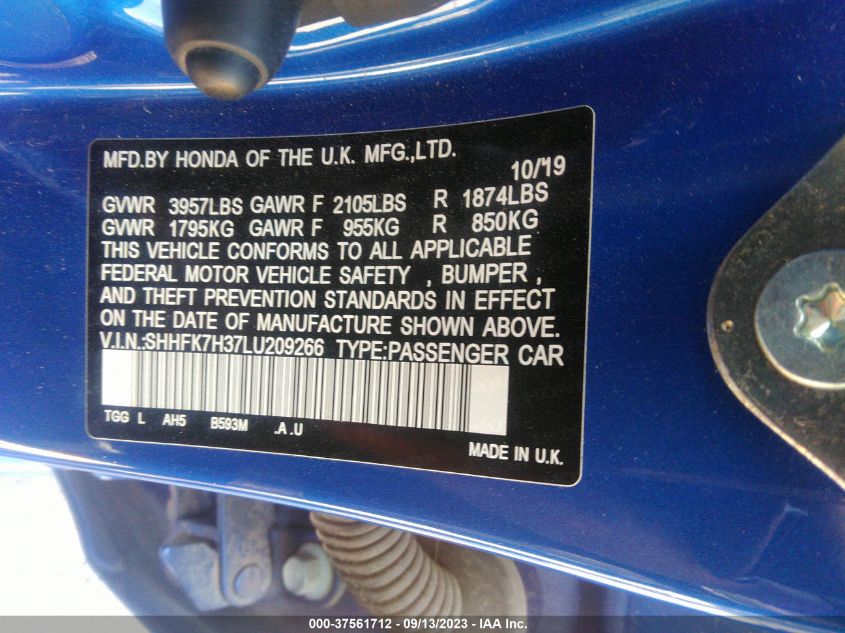 MFD.BY HONDA OF THE U.K. MFG.,LTD.
10/'19
GVWR 3957LBS GAWR F 2105LBS R 1874LBS
GVWR 1795KG GAWR F 955KG R 850KG
THIS VEHICLE CONFORMS TO ALL APPLICABLE
FEDERAL MOTOR VEHICLE SAFETY , BUMPER ,
AND THEFT PREVENTION STANDARDS IN EFFECT
ON THE DATE OF MANUFACTURE SHOWN ABOVE.
V.I.N.:SHHFK7H37LU209266 TYPE:PASSENGER CAR
TGG L AH5 B593M .A .U
MADE IN U.K.
000-37561712 / 09/13/2023 / IAA Inc.